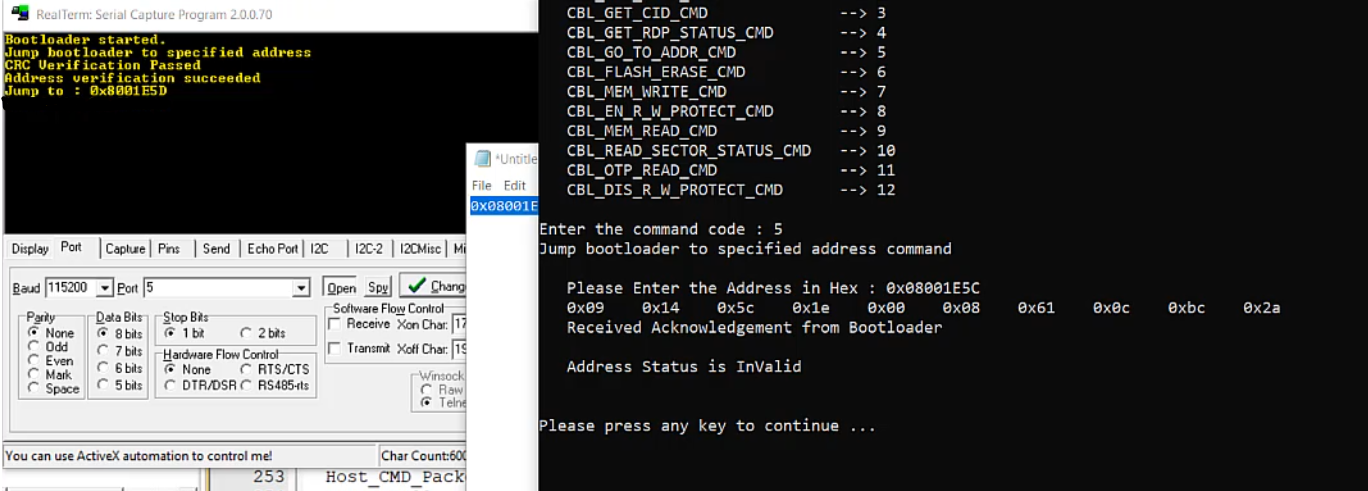 RealTerm: Serial Capture Program 2.0.0.70
Bootloader started.
Jump bootloader to specified address
CRC Verification Passed
Address verification succeeded
Jump to : 0x8001E5D
*Untitle
File Edit
0x08001E
Display Port Capture Pins Send Echo Port I2C I2C-2 I2CMisc Mi
Baud 115200 Port 5 Open Spy Chang
Parity
None
Odd
Even
Mark
Space
Data Bits
8 bits
7 bits
6 bits
5 bits
Stop Bits
1 bit 2 bits
Hardware Flow Control
None RTS/CTS
DTR/DSR RS485-rts
Software Flow Control
Receive Xon Char: 17
Transmit Xoff Char: 19
Winsock
Raw
Telne
You can use ActiveX automation to control me! Char Count:600
253 Host_CMD_Pack
CBL_GET_CID_CMD --> 3
CBL_GET_RDP_STATUS_CMD --> 4
CBL_GO_TO_ADDR_CMD --> 5
CBL_FLASH_ERASE_CMD --> 6
CBL_MEM_WRITE_CMD --> 7
CBL_EN_R_W_PROTECT_CMD --> 8
CBL_MEM_READ_CMD --> 9
CBL_READ_SECTOR_STATUS_CMD --> 10
CBL_OTP_READ_CMD --> 11
CBL_DIS_R_W_PROTECT_CMD --> 12
Enter the command code : 5
Jump bootloader to specified address command
Please Enter the Address in Hex : 0x08001E5C
0x09 0x14 0x5c 0x1e 0x00 0x08 0x61 0x0c 0xbc 0x2a
Received Acknowledgement from Bootloader
Address Status is InValid
Please press any key to continue ...